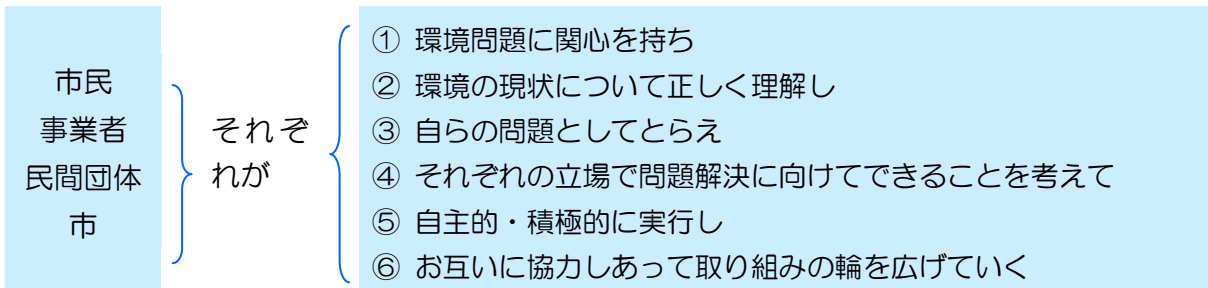 市民
事業者
民間団体
市
それぞ
れが
① 環境問題に関心を持ち
② 環境の現状について正しく理解し
③ 自らの問題としてとらえ
④ それぞれの立場で問題解決に向けてできることを考えて
⑤ 自主的・積極的に実行し
⑥ お互いに協力しあって取り組みの輪を広げていく